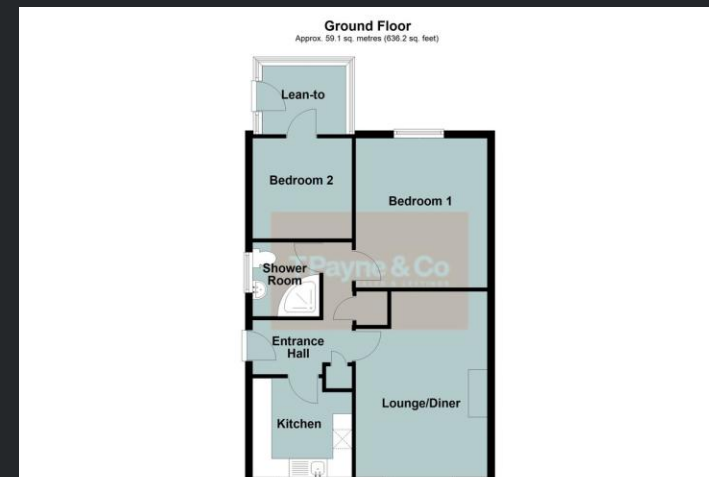 Ground Floor
Approx. 59.1 sq. metres (636.2 sq. feet)
Lean-to
Bedroom 2
Bedroom 1
Payne & Co
Shower
Room
Entrance
Hall
Lounge/Diner
Kitchen